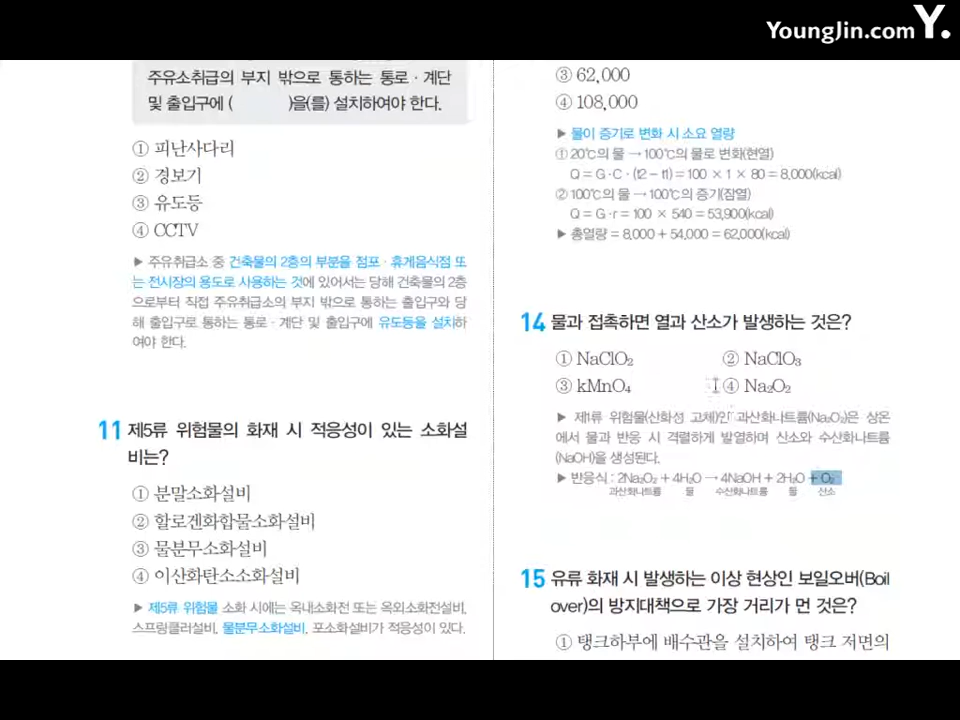 YoungJin.com Y.
주유소취급의 부지 밖으로 통하는 통로 · 계단
및 출입구에 ( )을(를) 설치하여야 한다.
① 피난사다리
② 경보기
③ 유도등
④ CCTV
▶ 주유취급소 중 건축물의 2층의 부분을 점포 · 휴게음식점 또
는 전시장의 용도로 사용하는 것에 있어서는 당해 건축물의 2층
으로부터 직접 주유취급소의 부지 밖으로 통하는 출입구와 당
해 출입구로 통하는 통로 · 계단 및 출입구에 유도등을 설치하
여야 한다.
11 제5류 위험물의 화재 시 적응성이 있는 소화설
비는?
① 분말소화설비
② 할로겐화합물소화설비
③ 물분무소화설비
④ 이산화탄소소화설비
▶ 제5류 위험물 소화 시에는 옥내소화전 또는 옥외소화전설비,
스프링클러설비, 물분무소화설비, 포소화설비가 적응성이 있다.
③ 62,000
④ 108,000
▶ 물이 증기로 변화 시 소요 열량
① 20℃의 물 → 100℃의 물로 변화(현열)
Q = G · C · (t2 − t1) = 100 × 1 × 80 = 8,000(kcal)
② 100℃의 물 → 100℃의 증기(잠열)
Q = G · r = 100 × 540 = 53,900(kcal)
▶ 총열량 = 8,000 + 54,000 = 62,000(kcal)
14 물과 접촉하면 열과 산소가 발생하는 것은?
① NaClO₂ ② NaClO₃
③ kMnO₄ ④ Na₂O₂
▶ 제1류 위험물(산화성 고체)인 과산화나트륨(Na₂O₂)은 상온
에서 물과 반응 시 격렬하게 발열하며 산소와 수산화나트륨
(NaOH)을 생성된다.
▶ 반응식 : 2Na₂O₂ + 4H₂O → 4NaOH + 2H₂O + O₂
과산화나트륨 물 수산화나트륨 물 산소
15 유류 화재 시 발생하는 이상 현상인 보일오버(Boil
over)의 방지대책으로 가장 거리가 먼 것은?
① 탱크하부에 배수관을 설치하여 탱크 저면의